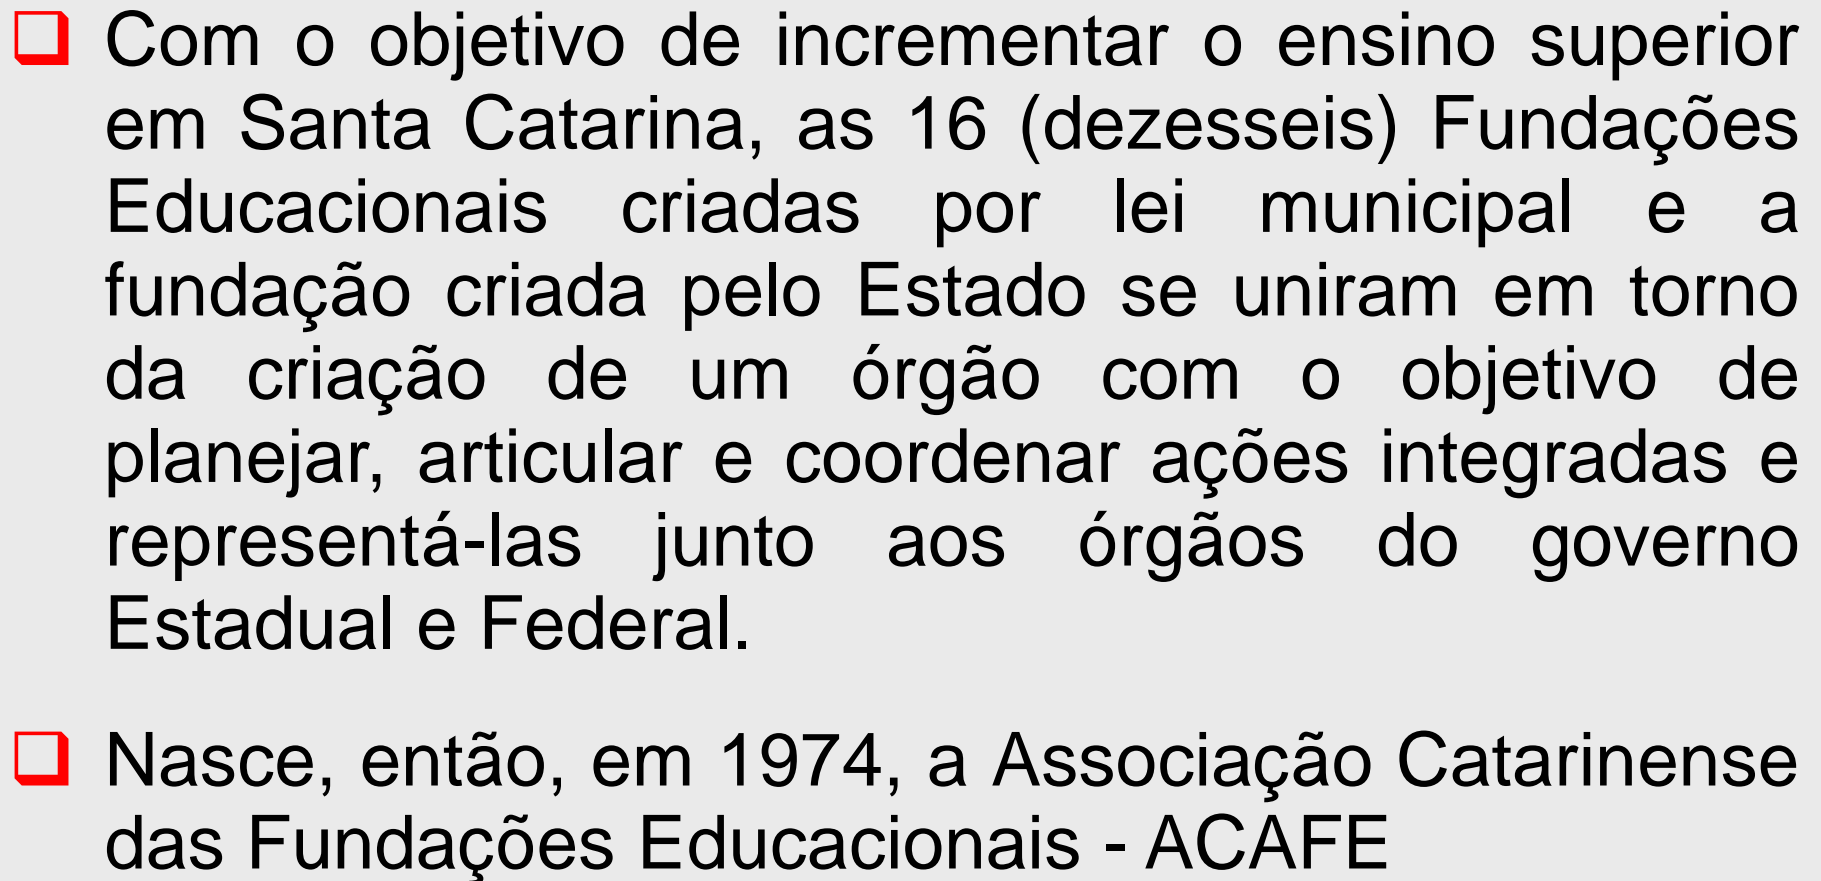 Com o objetivo de incrementar o ensino superior
em Santa Catarina, as 16 (dezesseis) Fundações
Educacionais criadas por lei municipal e a
fundação criada pelo Estado se uniram em torno
da criação de um órgão com o objetivo de
planejar, articular e coordenar ações integradas e
representá-las junto aos órgãos do governo
Estadual e Federal.
Nasce, então, em 1974, a Associação Catarinense
das Fundações Educacionais - ACAFE